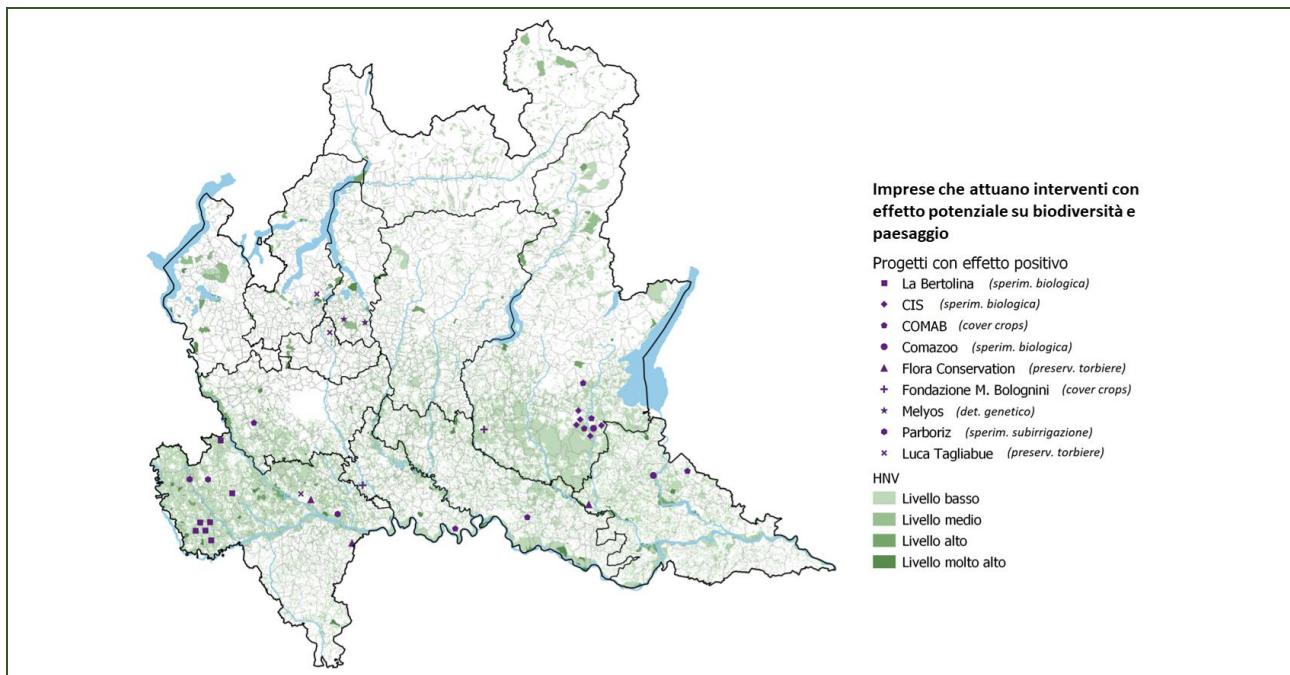 Imprese che attuano interventi con
effetto potenziale su biodiversità e
paesaggio
Progetti con effetto positivo
La Bertolina (sperim. biologica)
CIS (sperim. biologica)
COMAB (cover crops)
Comazoo (sperim. biologica)
Flora Conservation (preserv. torbiere)
Fondazione M. Bolognini (cover crops)
Melyos (det. genetico)
Parboriz (sperim. subirrigazione)
Luca Tagliabue (preserv. torbiere)
HNV
Livello basso
Livello medio
Livello alto
Livello molto alto